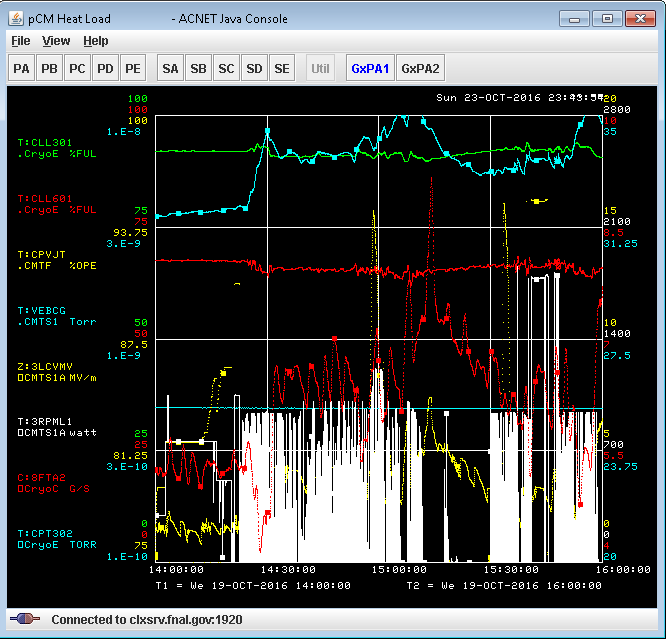 pCM Heat Load - ACNET Java Console
File View Help
PA PB PC PD PE SA SB SC SD SE Util GxPA1 GxPA2
Sun 23-OCT-2016
100
100
100
1.E-8
20
2800
10
35
T:CLL301
.CryoE %FUL
T:CLL601
.CryoE %FUL
75
75
93.25
3.E-9
15
2100
8.5
31.25
T:CPVJT
.CMTF %OPE
T:VEBCG
.CMTS1 Torr
50
50
87.5
1.E-9
10
1400
7
27.5
Z:3LCVMV
CMTS1A MV/m
T:3RPML1
CMTS1A watt
25
25
81.25
3.E-10
5
700
5.5
23.75
C:8FTA2
CryoC G/S
T:CPT302
CryoE TORR
0
0
75
1.E-10
0
0
4
20
14:00:00 14:30:00 15:00:00 15:30:00 16:00:00
T1 = We 19-OCT-2016 14:00:00 T2 = We 19-OCT-2016 16:00:00
Connected to clxsrv.fnal.gov:1920